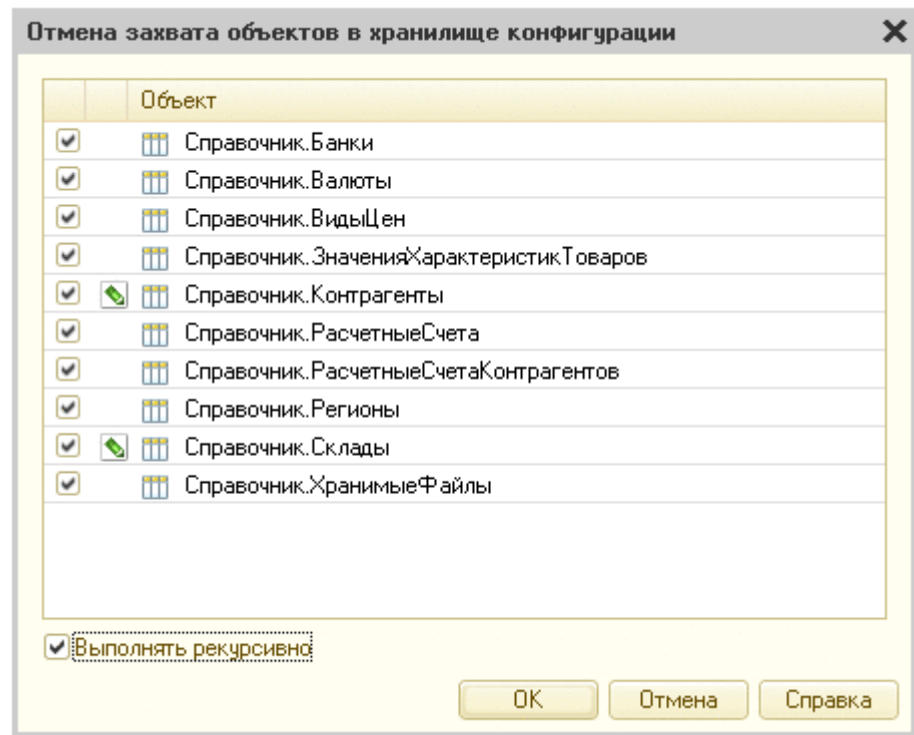 Отмена захвата объектов в хранилище конфигурации
Объект
Справочник.Банки
Справочник.Валюты
Справочник.ВидыЦен
Справочник.ЗначенияХарактеристикТоваров
Справочник.Контрагенты
Справочник.РасчетныеСчета
Справочник.РасчетныеСчетаКонтрагентов
Справочник.Регионы
Справочник.Склады
Справочник.ХранимыеФайлы
Выполнять рекурсивно
ОК Отмена Справка